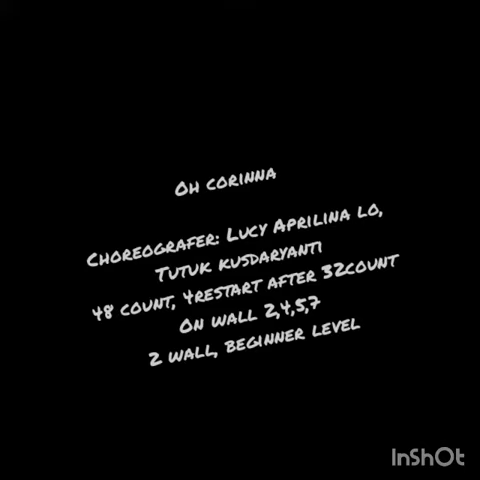 Oh corinna
Choreografer: Lucy Aprilina Lo,
Tutuk kusdaryanti
48 count, 4restart after 32count
On wall 2,4,5,7
2 wall, beginner level
InShOt